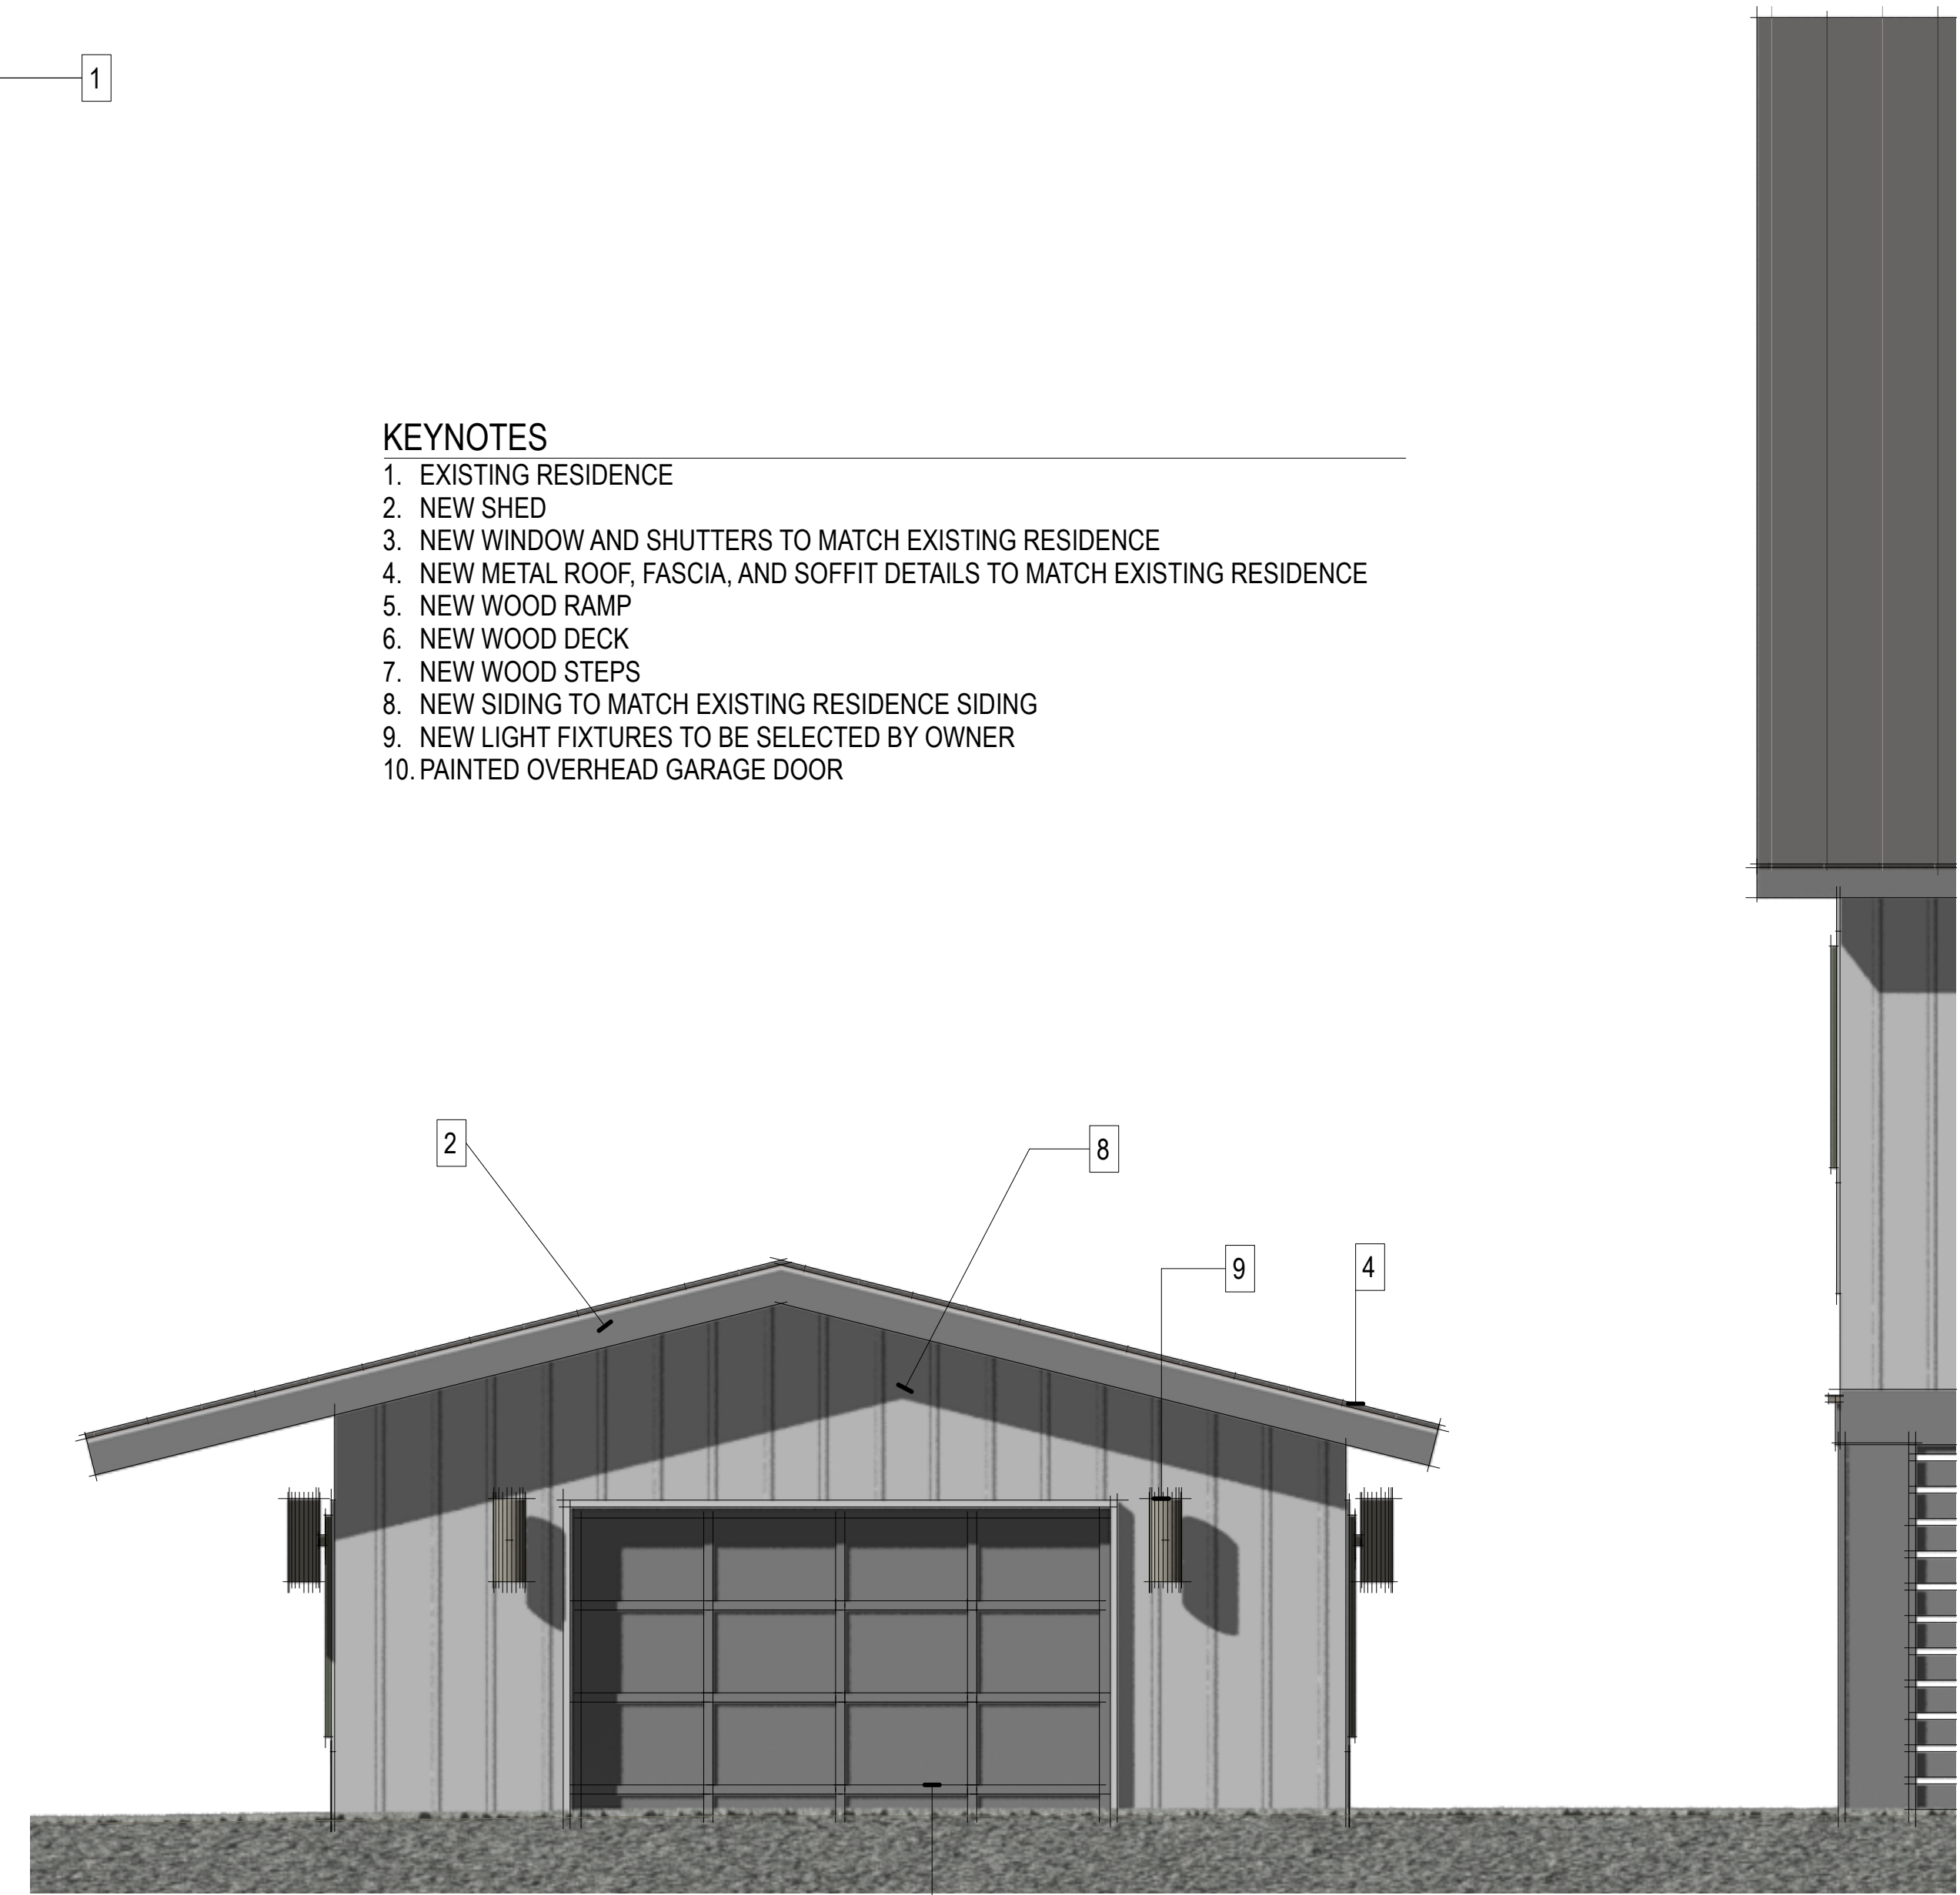 1
KEYNOTES
1. EXISTING RESIDENCE
2. NEW SHED
3. NEW WINDOW AND SHUTTERS TO MATCH EXISTING RESIDENCE
4. NEW METAL ROOF, FASCIA, AND SOFFIT DETAILS TO MATCH EXISTING RESIDENCE
5. NEW WOOD RAMP
6. NEW WOOD DECK
7. NEW WOOD STEPS
8. NEW SIDING TO MATCH EXISTING RESIDENCE SIDING
9. NEW LIGHT FIXTURES TO BE SELECTED BY OWNER
10. PAINTED OVERHEAD GARAGE DOOR
2
8
9
4